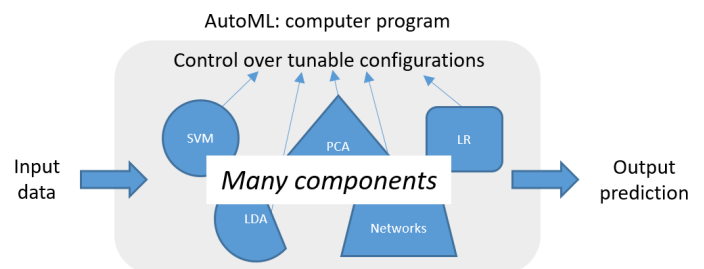 AutoML: computer program
Control over tunable configurations
SVM
PCA
LR
Input
data
Many components
Output
prediction
LDA
Networks